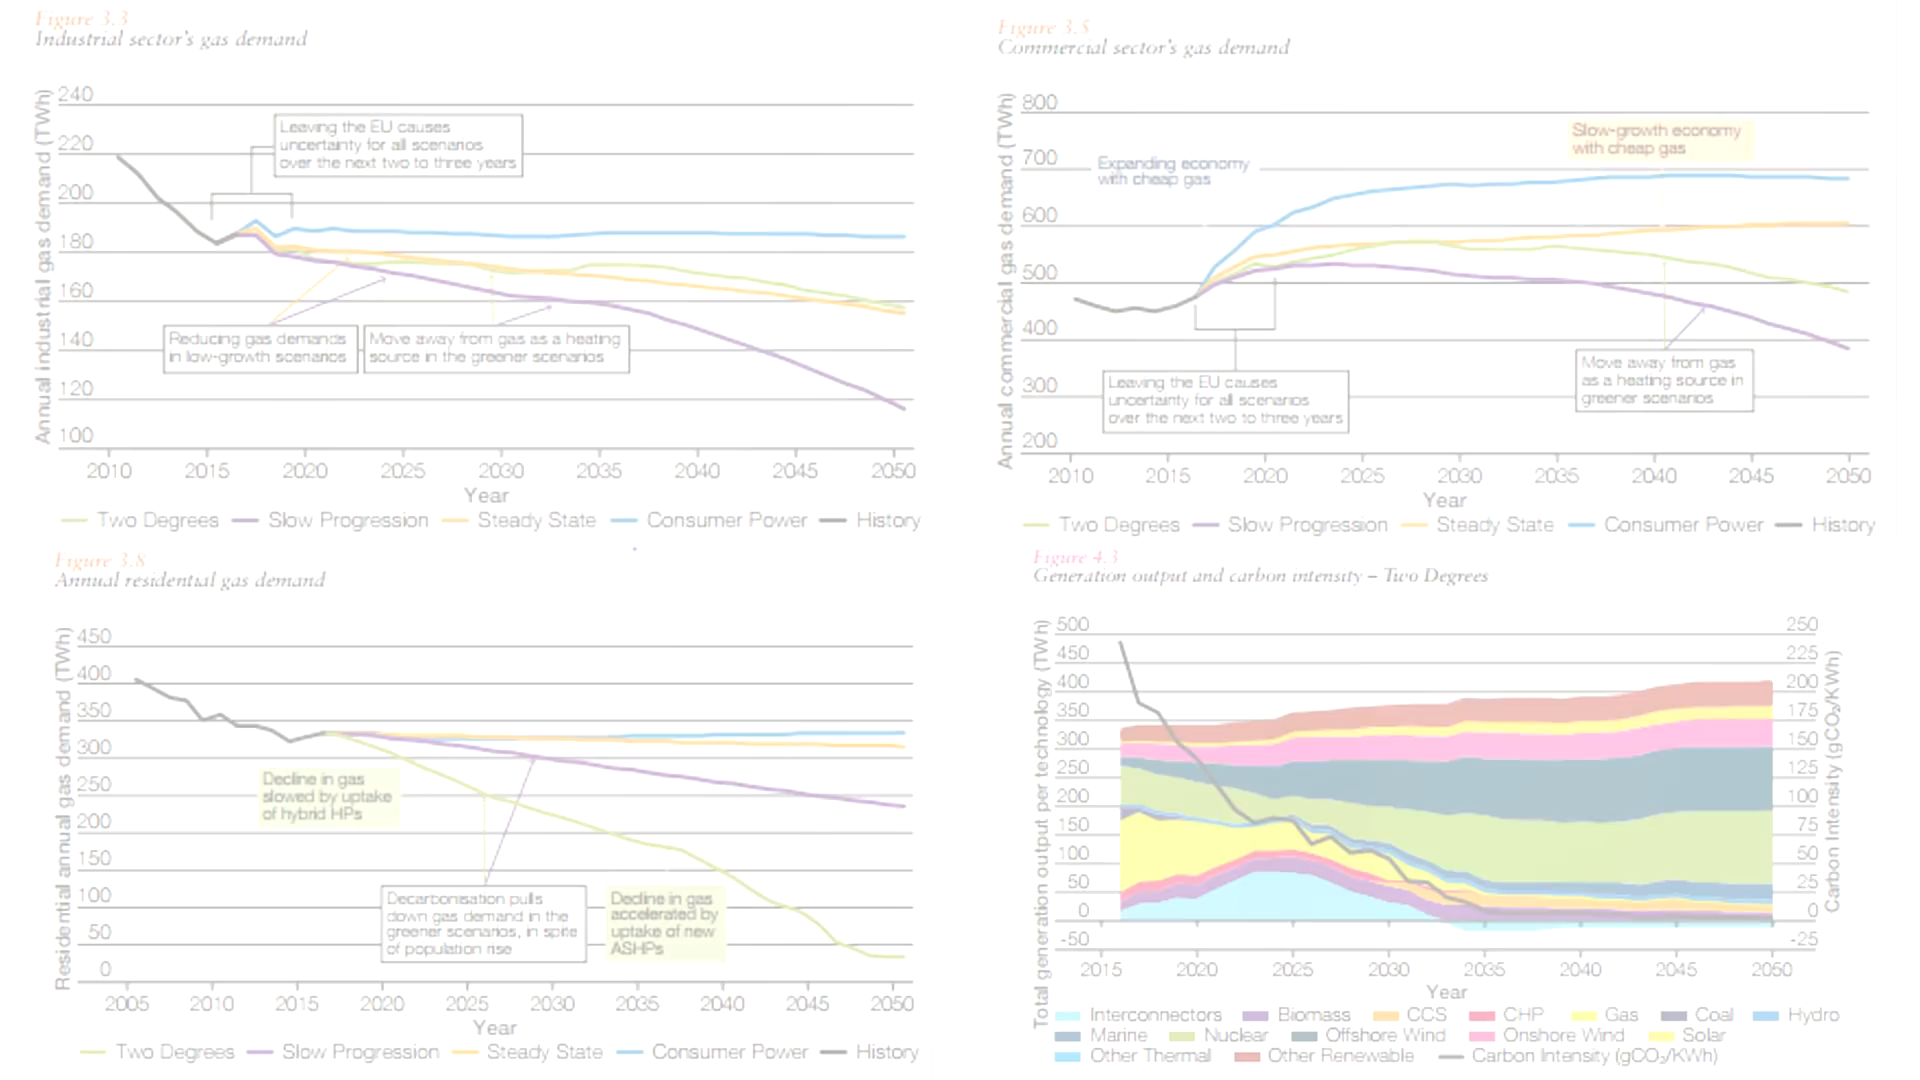 Figure 3.3
Industrial sector's gas demand
Annual industrial gas demand (TWh)
240
220
200
180
160
140
120
100
Leaving the EU causes
uncertainty for all scenarios
over the next two to three years
Reducing gas demands
in low-growth scenarios
Move away from gas as a heating
source in the greener scenarios
2010 2015 2020 2025 2030 2035 2040 2045 2050
Year
Two Degrees Slow Progression Steady State Consumer Power History
Figure 3.5
Commercial sector's gas demand
Annual commercial gas demand (TWh)
800
700
600
500
400
300
200
Expanding economy
with cheap gas
Slow-growth economy
with cheap gas
Leaving the EU causes
uncertainty for all scenarios
over the next two to three years
Move away from gas
as a heating source in
greener scenarios
2010 2015 2020 2025 2030 2035 2040 2045 2050
Year
Two Degrees Slow Progression Steady State Consumer Power History
Figure 3.8
Annual residential gas demand
Residential annual gas demand (TWh)
450
400
350
300
250
200
150
100
50
0
Decline in gas
slowed by uptake
of hybrid HPs
Decarbonisation pulls
down gas demand in the
greener scenarios, in spite
of population rise
Decline in gas
accelerated by
uptake of new
ASHPs
2005 2010 2015 2020 2025 2030 2035 2040 2045 2050
Year
Two Degrees Slow Progression Steady State Consumer Power History
Figure 4.3
Generation output and carbon intensity – Two Degrees
Total generation output per technology (TWh)
500
450
400
350
300
250
200
150
100
50
0
-50
250
225
200
175
150
125
100
75
50
25
0
-25
Carbon Intensity (gCO₂/KWh)
2015 2020 2025 2030 2035 2040 2045 2050
Year
Interconnectors Biomass CCS CHP Gas Coal Hydro
Marine Nuclear Offshore Wind Onshore Wind Solar
Other Thermal Other Renewable Carbon Intensity (gCO₂/KWh)